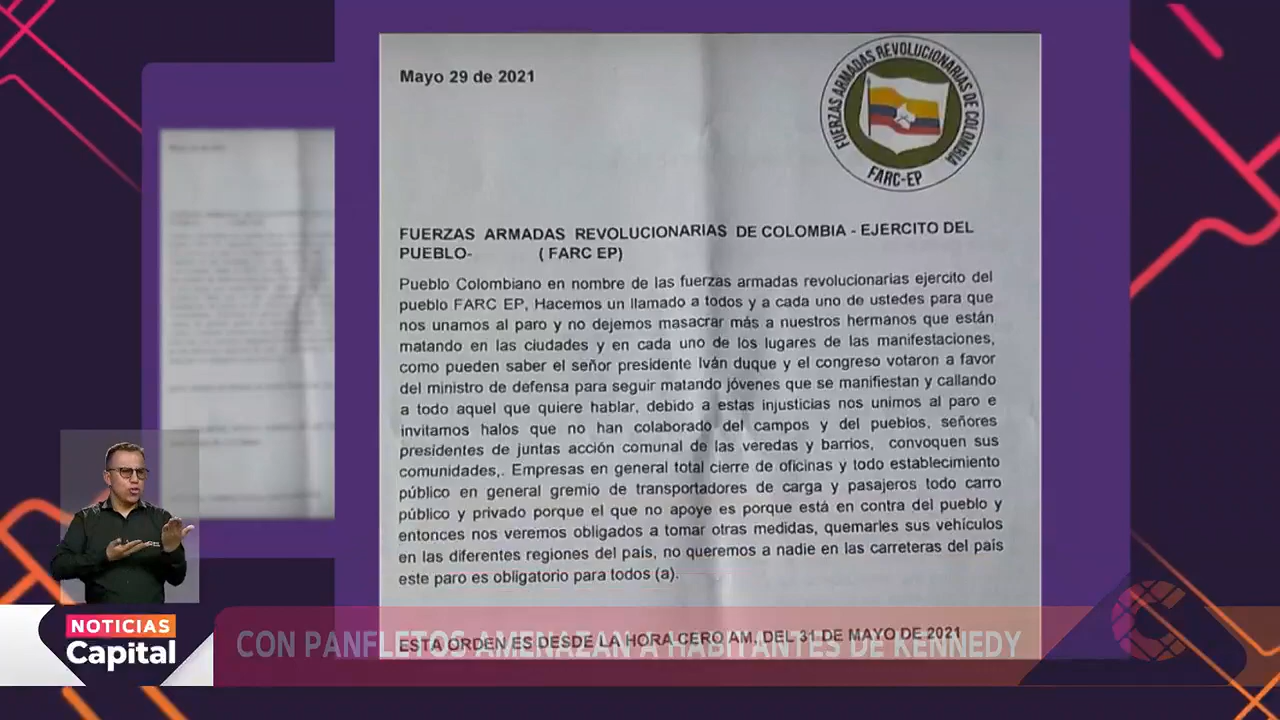 Mayo 29 de 2021
FUERZAS ARMADAS REVOLUCIONARIAS DE COLOMBIA
FARC-EP
FUERZAS ARMADAS REVOLUCIONARIAS DE COLOMBIA - EJERCITO DEL
PUEBLO- ( FARC EP)
Pueblo Colombiano en nombre de las fuerzas armadas revolucionarias ejercito del
pueblo FARC EP, Hacemos un llamado a todos y a cada uno de ustedes para que
nos unamos al paro y no dejemos masacrar más a nuestros hermanos que están
matando en las ciudades y en cada uno de los lugares de las manifestaciones,
como pueden saber el señor presidente Iván duque y el congreso votaron a favor
del ministro de defensa para seguir matando jóvenes que se manifiestan y callando
a todo aquel que quiere hablar, debido a estas injusticias nos unimos al paro e
invitamos halos que no han colaborado del campos y del pueblos, señores
presidentes de juntas acción comunal de las veredas y barrios, convoquen sus
comunidades,. Empresas en general total cierre de oficinas y todo establecimiento
público en general gremio de transportadores de carga y pasajeros todo carro
público y privado porque el que no apoye es porque está en contra del pueblo y
entonces nos veremos obligados a tomar otras medidas, quemarles sus vehículos
en las diferentes regiones del país, no queremos a nadie en las carreteras del país
este paro es obligatorio para todos (a).
ESTA ORDEN ES DESDE LA HORA CERO AM, DEL 31 DE MAYO DE 2021
NOTICIAS
Capital
CON PANFLETOS AMENAZAN A HABITANTES DE KENNEDY